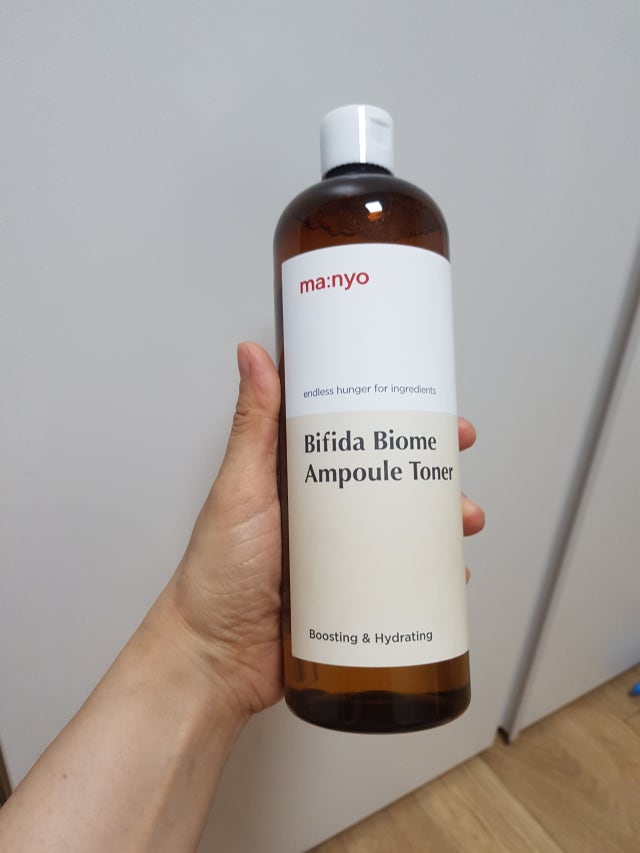 ma:nyo
endless hunger for ingredients
Bifida Biome
Ampoule Toner
Boosting & Hydrating